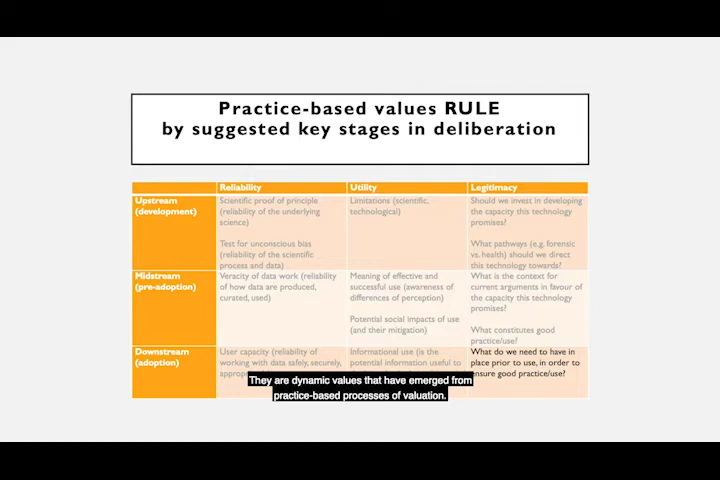 Practice-based values RULE
by suggested key stages in deliberation
Reliability Utility Legitimacy
Upstream
(development)
Scientific proof of principle
(reliability of the underlying
science)
Test for unconscious bias
(reliability of the scientific
process and data)
Limitations (scientific,
technological)
Should we invest in developing
the capacity this technology
promises?
What pathways (e.g. forensic
vs. health) should we direct
this technology towards?
Midstream
(pre-adoption)
Veracity of data work (reliability
of how data are produced,
curated, used)
Meaning of effective and
successful use (awareness of
differences of perception)
Potential social impacts of use
(and their mitigation)
What is the context for
current arguments in favour of
the capacity this technology
promises?
What constitutes good
practice/use?
Downstream
(adoption)
User capacity (reliability of
working with data safely, securely,
Informational use (is the
potential information useful to
What do we need to have in
place prior to use, in order to
ensure good practice/use?
They are dynamic values that have emerged from
practice-based processes of valuation.